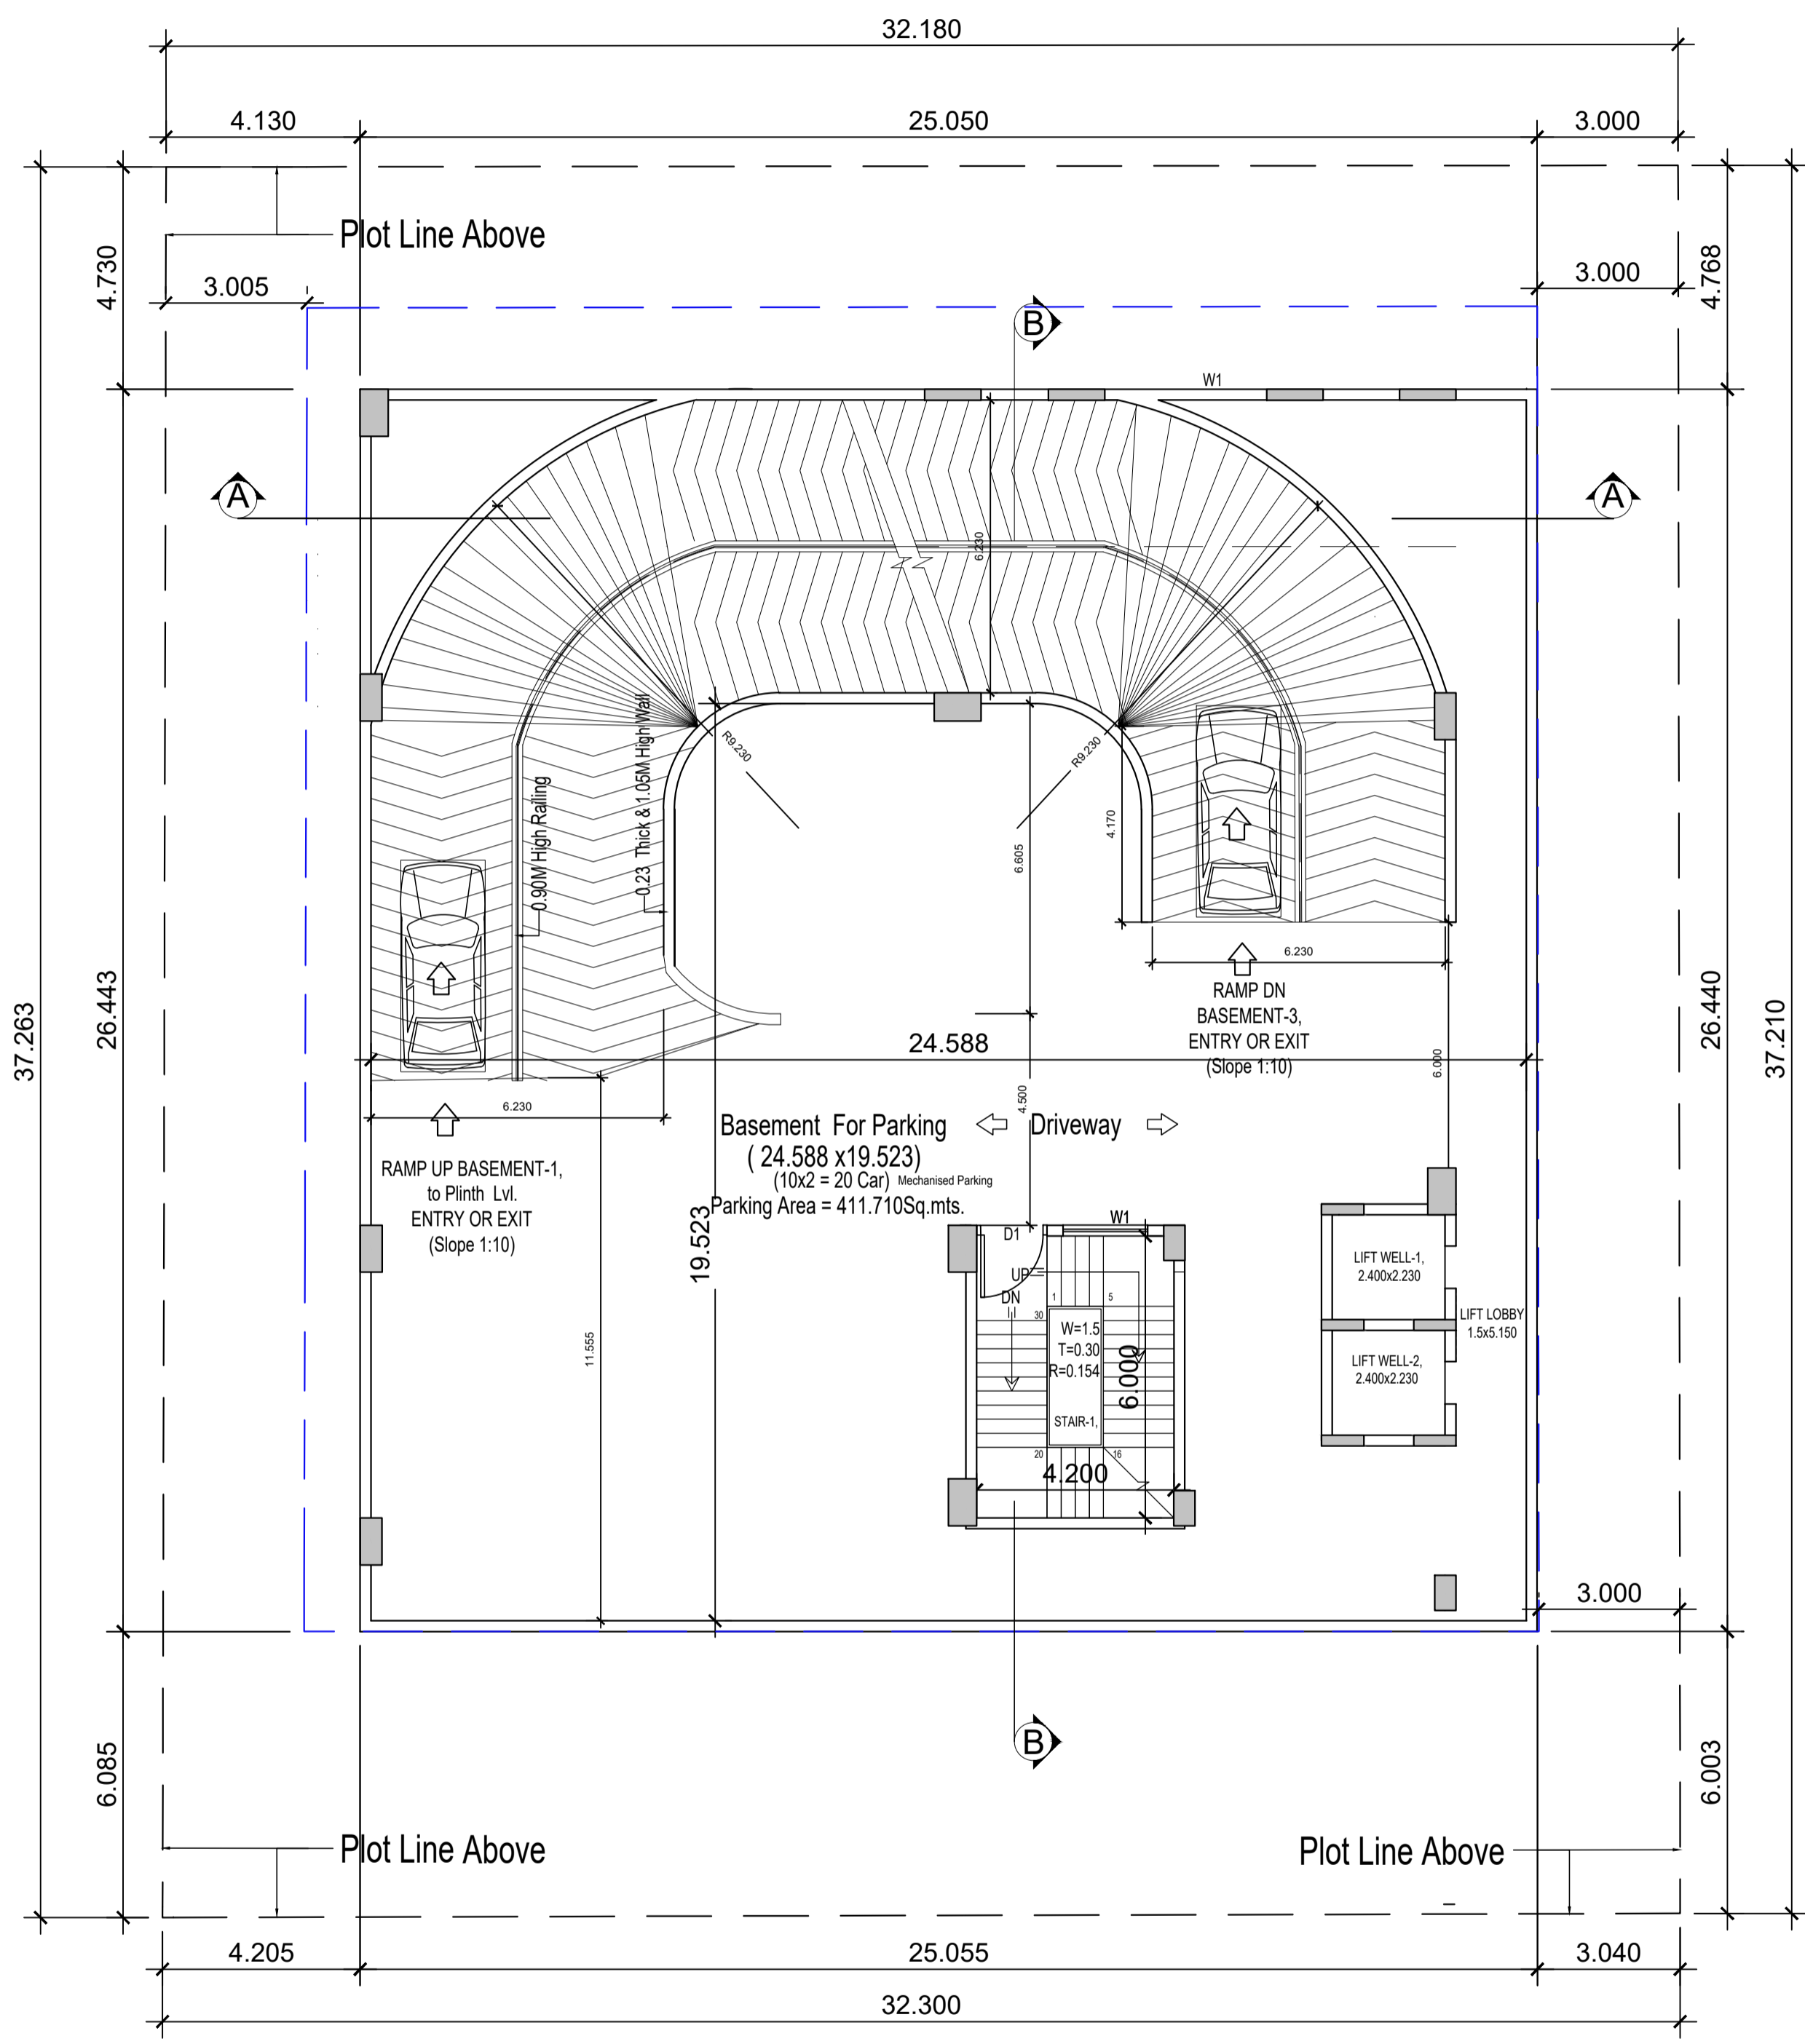 32.180
4.130
25.050
3.000
Plot Line Above
4.730
3.005
3.000
4.768
B
W1
A
A
6.230
R9.230
R9.230
0.23 Thick & 1.05M High Wall
0.90M High Railing
4.170
6.605
6.230
RAMP DN
BASEMENT-3,
ENTRY OR EXIT
(Slope 1:10)
37.263
26.443
24.588
26.440
37.210
6.000
6.230
4.500
Basement For Parking
( 24.588 x19.523)
(10x2 = 20 Car) Mechanised Parking
Parking Area = 411.710Sq.mts.
Driveway
RAMP UP BASEMENT-1,
to Plinth Lvl.
ENTRY OR EXIT
(Slope 1:10)
19.523
11.555
D1
W1
UP
DN
1
5
30
W=1.5
T=0.30
R=0.154
6.000
STAIR-1,
20
16
4.200
LIFT WELL-1,
2.400x2.230
LIFT LOBBY
1.5x5.150
LIFT WELL-2,
2.400x2.230
3.000
B
6.085
6.003
Plot Line Above
Plot Line Above
4.205
25.055
3.040
32.300